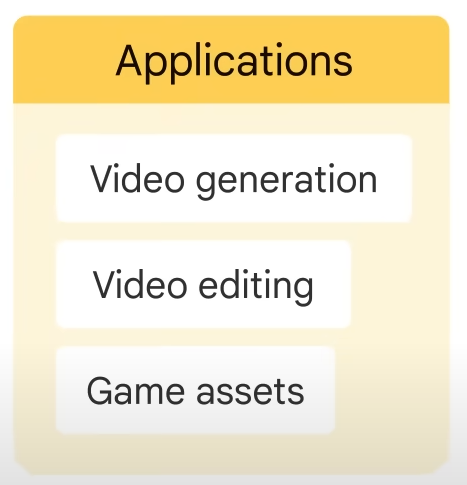 Applications
Video generation
Video editing
Game assets